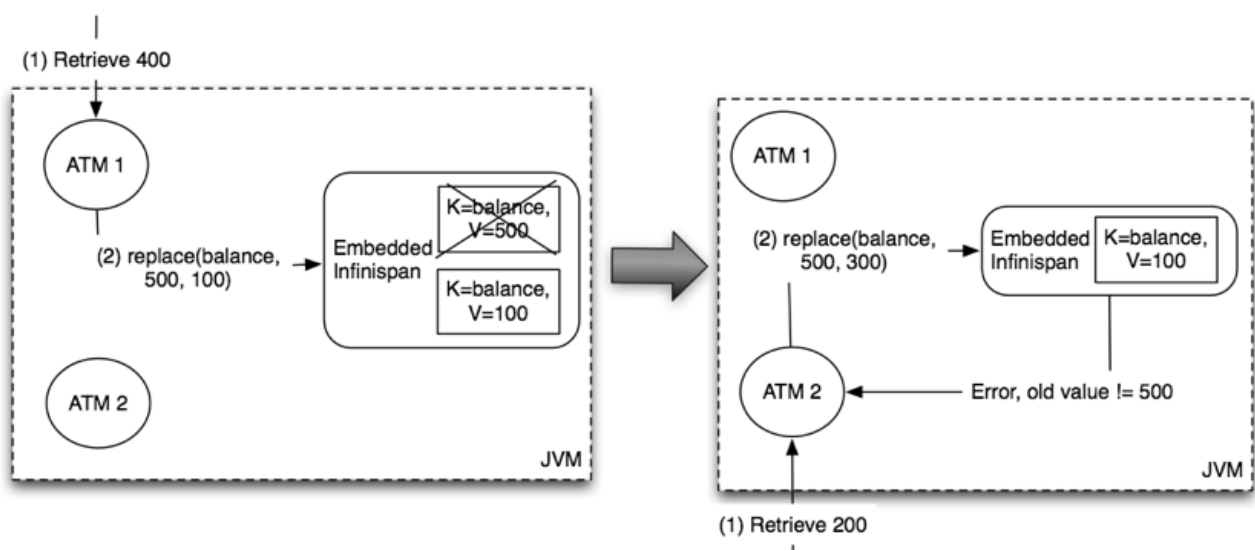 (1) Retrieve 400
ATM 1
(2) replace(balance,
500, 100)
Embedded
Infinispan
K=balance,
V=500
K=balance,
V=100
ATM 2
JVM
ATM 1
(2) replace(balance,
500, 300)
Embedded
Infinispan
K=balance,
V=100
ATM 2
Error, old value != 500
JVM
(1) Retrieve 200